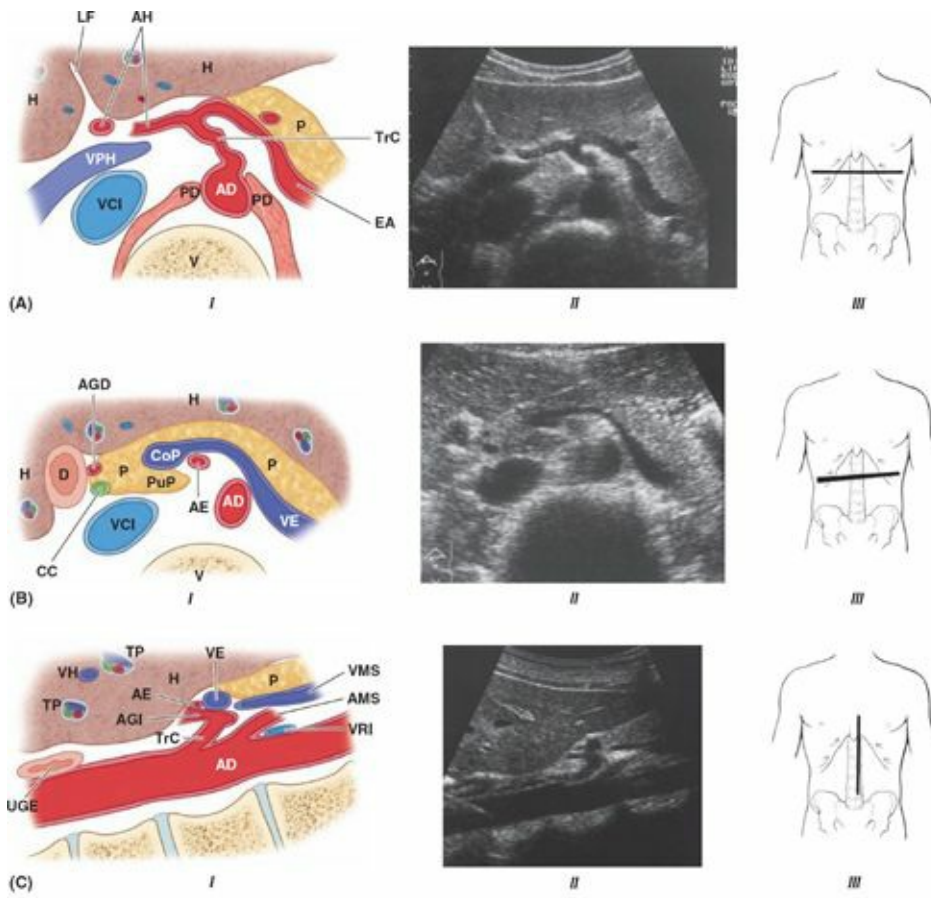 LF AH
H
H
P
TrC
VPH
AD
PD PD
VCI
EA
V
(A) I II III
AGD
H
CoP
H D P P
PuP
AE AD
VCI VE
CC
V
(B) I II III
TP VE
VH H P VMS
AE AMS
TP AGI
TrC VRI
AD
UGE
(C) I II III